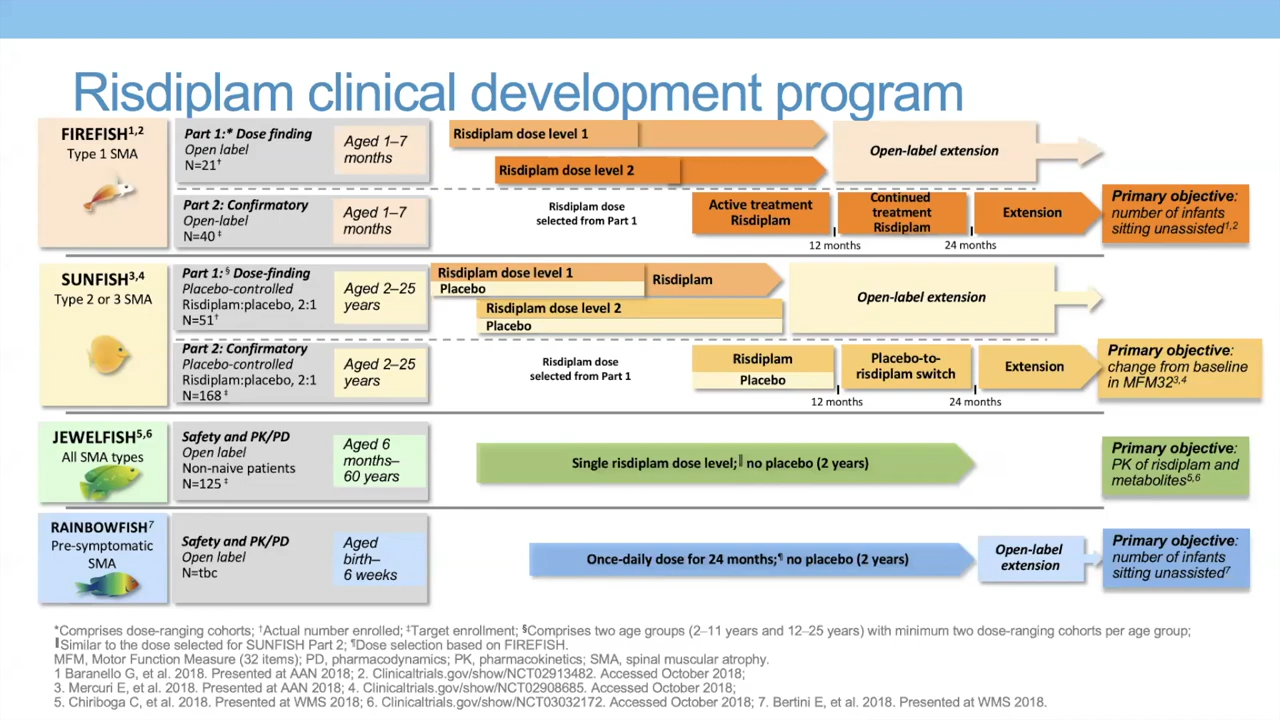 Risdiplam clinical development program
FIREFISH1,2
Type 1 SMA
Part 1:* Dose finding
Open label
N=21†
Aged 1–7
months
Risdiplam dose level 1
Risdiplam dose level 2
Open-label extension
Part 2: Confirmatory
Open-label
N=40 ‡
Aged 1–7
months
Risdiplam dose
selected from Part 1
Active treatment
Risdiplam
Continued
treatment
Risdiplam
Extension
12 months
24 months
Primary objective:
number of infants
sitting unassisted1,2
SUNFISH3,4
Type 2 or 3 SMA
Part 1:§ Dose-finding
Placebo-controlled
Risdiplam:placebo, 2:1
N=51†
Aged 2–25
years
Risdiplam dose level 1
Placebo
Risdiplam
Risdiplam dose level 2
Placebo
Open-label extension
Part 2: Confirmatory
Placebo-controlled
Risdiplam:placebo, 2:1
N=168 ‡
Aged 2–25
years
Risdiplam dose
selected from Part 1
Risdiplam
Placebo
Placebo-to-
risdiplam switch
Extension
12 months
24 months
Primary objective:
change from baseline
in MFM323,4
JEWELFISH5,6
All SMA types
Safety and PK/PD
Open label
Non-naive patients
N=125 ‡
Aged 6
months–
60 years
Single risdiplam dose level;‖ no placebo (2 years)
Primary objective:
PK of risdiplam and
metabolites5,6
RAINBOWFISH7
Pre-symptomatic
SMA
Safety and PK/PD
Open label
N=tbc
Aged
birth–
6 weeks
Once-daily dose for 24 months;¶ no placebo (2 years)
Open-label
extension
Primary objective:
number of infants
sitting unassisted7
*Comprises dose-ranging cohorts; †Actual number enrolled; ‡Target enrollment; §Comprises two age groups (2–11 years and 12–25 years) with minimum two dose-ranging cohorts per age group;
‖Similar to the dose selected for SUNFISH Part 2; ¶Dose selection based on FIREFISH.
MFM, Motor Function Measure (32 items); PD, pharmacodynamics; PK, pharmacokinetics; SMA, spinal muscular atrophy.
1 Baranello G, et al. 2018. Presented at AAN 2018; 2. Clinicaltrials.gov/show/NCT02913482. Accessed October 2018;
3. Mercuri E, et al. 2018. Presented at AAN 2018; 4. Clinicaltrials.gov/show/NCT02908685. Accessed October 2018;
5. Chiriboga C, et al. 2018. Presented at WMS 2018; 6. Clinicaltrials.gov/show/NCT03032172. Accessed October 2018; 7. Bertini E, et al. 2018. Presented at WMS 2018.